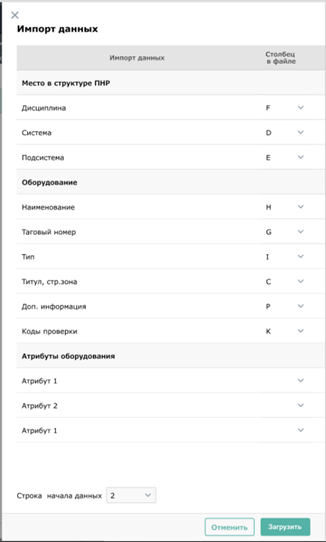 Импорт данных
Импорт данных Столбец в файле
Место в структуре ПНР
Дисциплина F
Система D
Подсистема E
Оборудование
Наименование H
Таговый номер G
Тип I
Титул, стр.зона C
Доп. информация P
Коды проверки K
Атрибуты оборудования
Атрибут 1
Атрибут 2
Атрибут 1
Строка начала данных 2
Отменить Загрузить